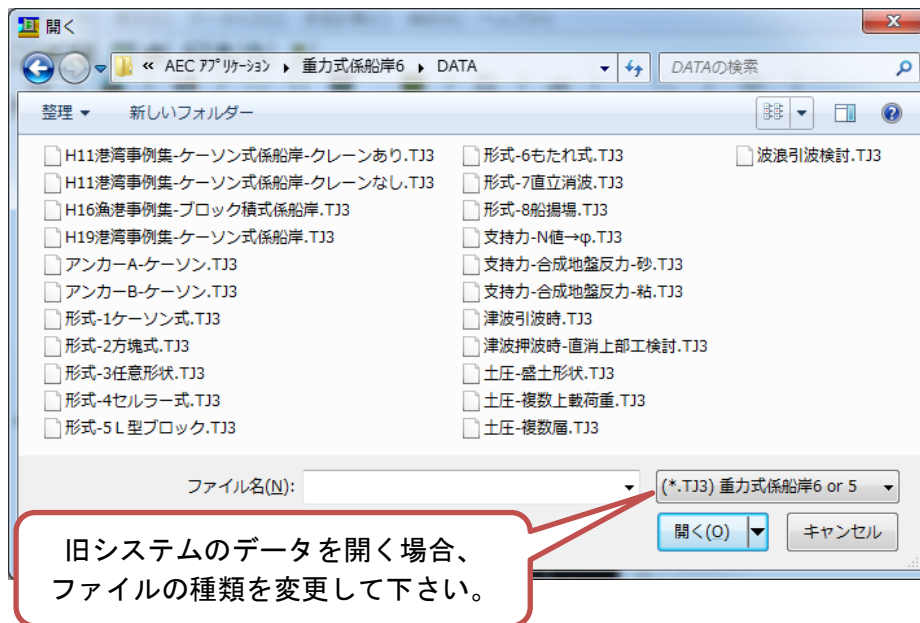 開く
« AEC ｱﾌﾟﾘｹｰｼｮﾝ ▸ 重力式係船岸6 ▸ DATA
DATAの検索
整理 ▼ 新しいフォルダー
H11港湾事例集-ケーソン式係船岸-クレーンあり.TJ3
H11港湾事例集-ケーソン式係船岸-クレーンなし.TJ3
H16漁港事例集-ブロック積式係船岸.TJ3
H19港湾事例集-ケーソン式係船岸.TJ3
アンカーA-ケーソン.TJ3
アンカーB-ケーソン.TJ3
形式-1ケーソン式.TJ3
形式-2方塊式.TJ3
形式-3任意形状.TJ3
形式-4セルラー式.TJ3
形式-5Ｌ型ブロック.TJ3
形式-6もたれ式.TJ3
形式-7直立消波.TJ3
形式-8船揚場.TJ3
支持力-N値→φ.TJ3
支持力-合成地盤反力-砂.TJ3
支持力-合成地盤反力-粘.TJ3
津波引波時.TJ3
津波押波時-直消上部工検討.TJ3
土圧-盛土形状.TJ3
土圧-複数上載荷重.TJ3
土圧-複数層.TJ3
波浪引波検討.TJ3
ファイル名(N):
(*.TJ3) 重力式係船岸6 or 5
開く(O)
キャンセル
旧システムのデータを開く場合、
ファイルの種類を変更して下さい。